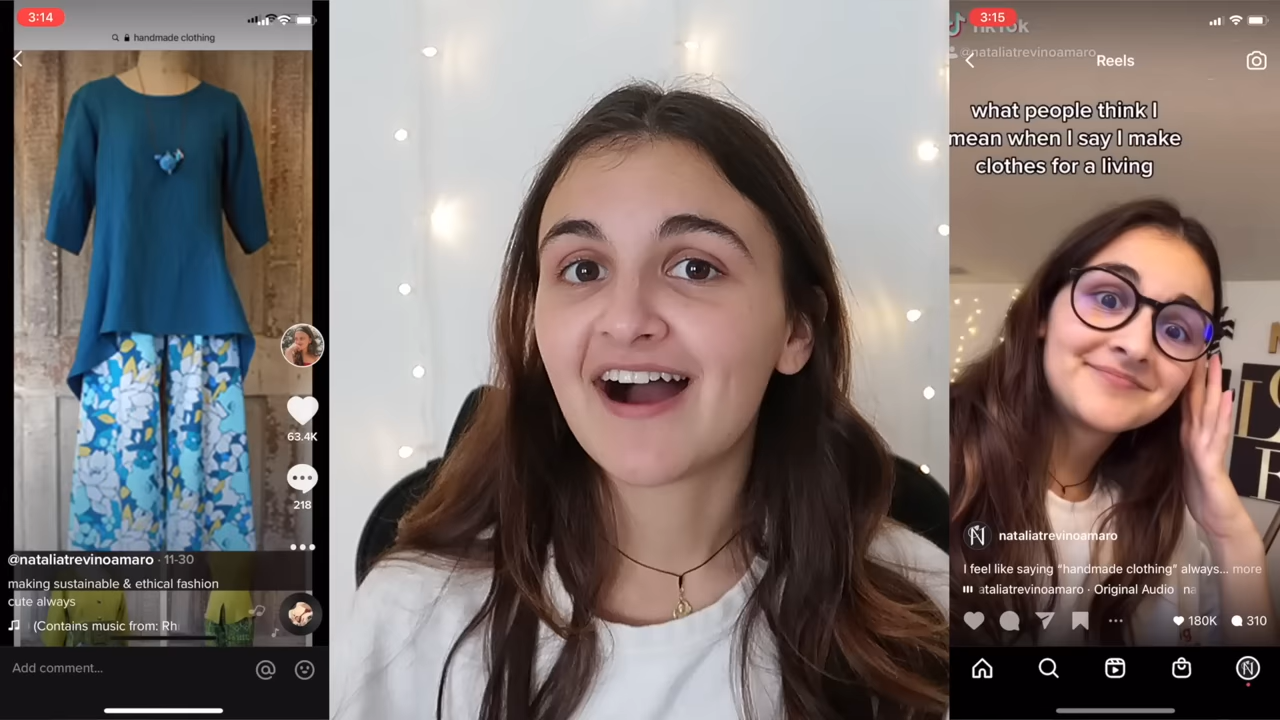 3:14
handmade clothing
63.4K
218
@nataliatrevinoamaro · 11-30
making sustainable & ethical fashion
cute always
(Contains music from: Rh
Add comment...
3:15
TikTok
@nataliatrevinoamaro
Reels
what people think I
mean when I say I make
clothes for a living
nataliatrevinoamaro
I feel like saying “handmade clothing” always... more
ataliatrevinoamaro · Original Audio na
180K 310